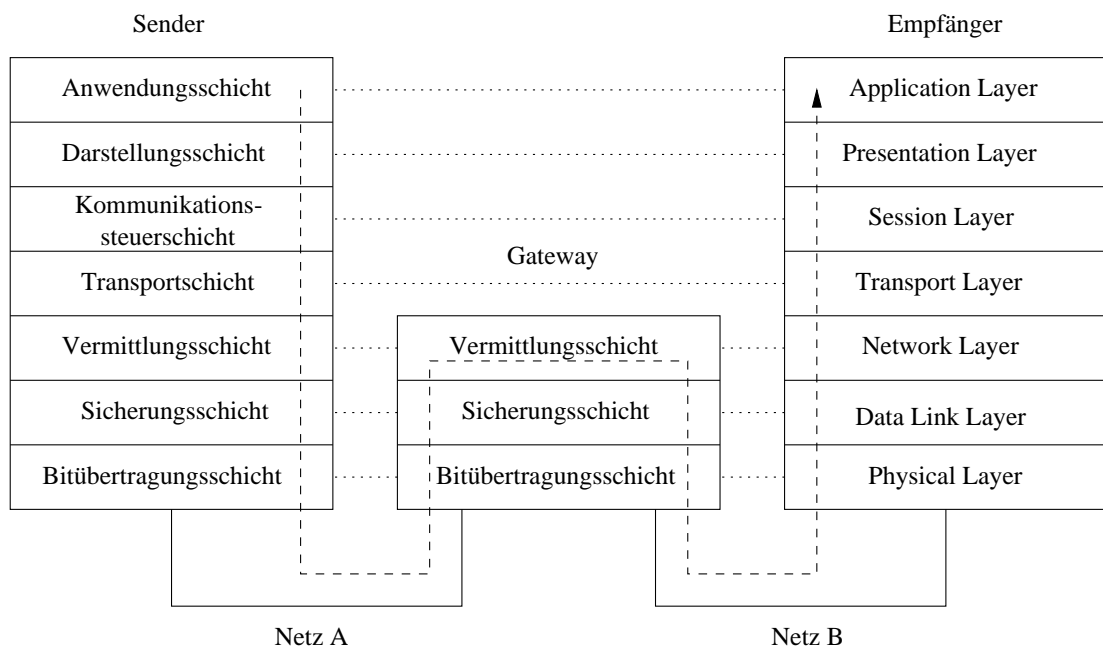 Sender
Empfänger
Anwendungsschicht
Application Layer
Darstellungsschicht
Presentation Layer
Kommunikations-
steuerschicht
Session Layer
Gateway
Transportschicht
Transport Layer
Vermittlungsschicht
Vermittlungsschicht
Network Layer
Sicherungsschicht
Sicherungsschicht
Data Link Layer
Bitübertragungsschicht
Bitübertragungsschicht
Physical Layer
Netz A
Netz B